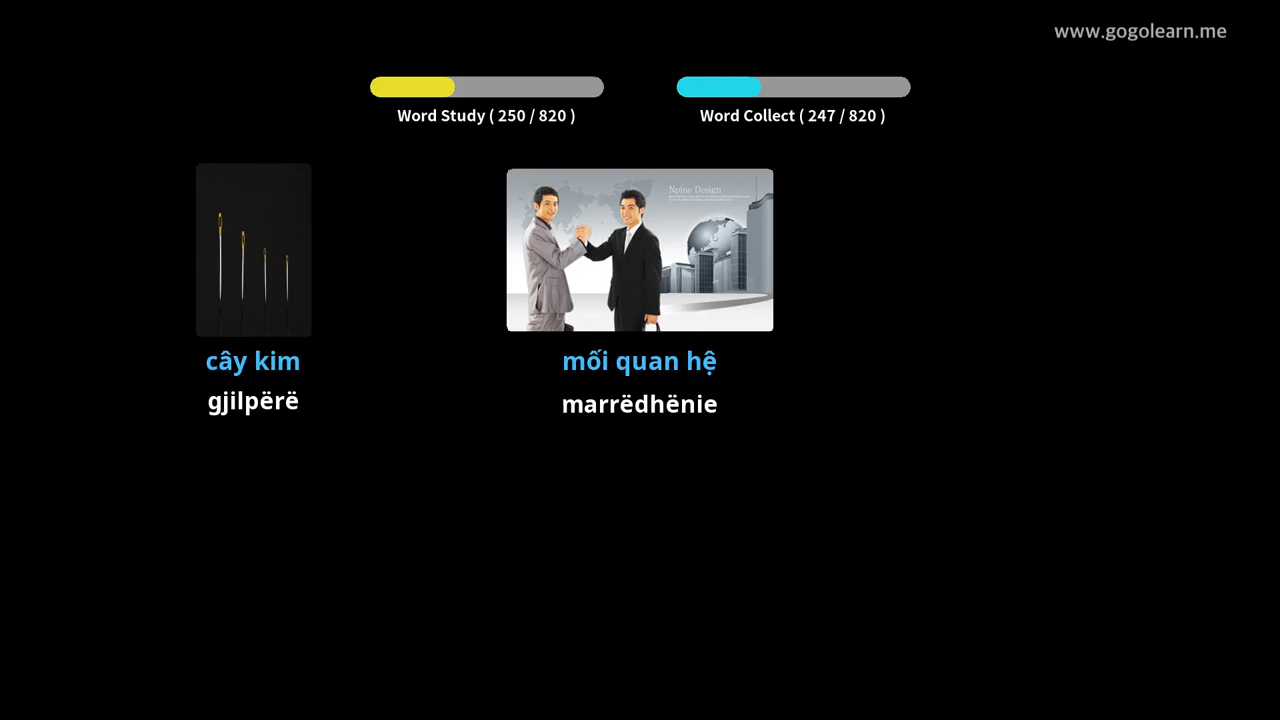 www.gogolearn.me
Word Study ( 250 / 820 )
Word Collect ( 247 / 820 )
Npine Design
cây kim
gjilpërë
mối quan hệ
marrëdhënie